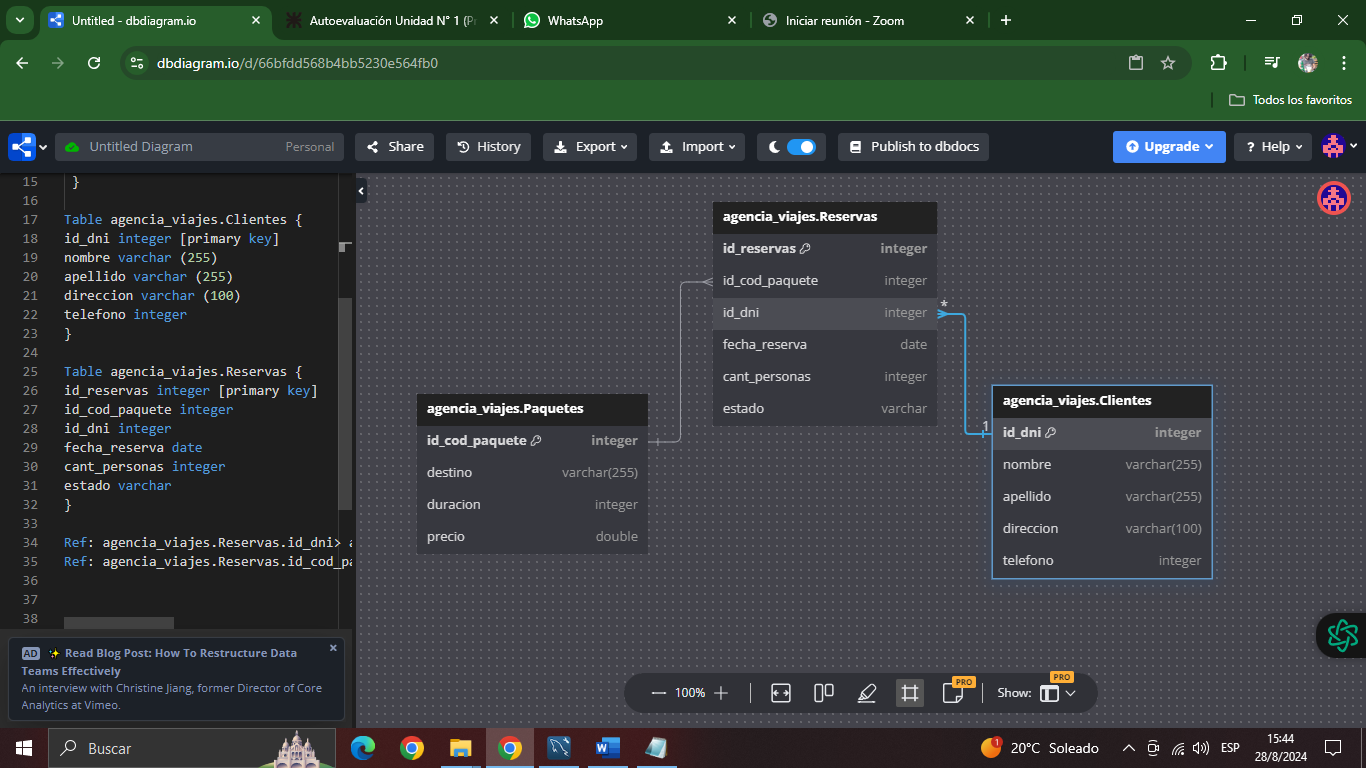 Untitled - dbdiagram.io
Autoevaluación Unidad N° 1 (P
WhatsApp
Iniciar reunión - Zoom
dbdiagram.io/d/66bfdd568b4bb5230e564fb0
Todos los favoritos
Untitled Diagram
Personal
Share
History
Export
Import
Publish to dbdocs
Upgrade
? Help
15 }
16
17 Table agencia_viajes.Clientes {
18 id_dni integer [primary key]
19 nombre varchar (255)
20 apellido varchar (255)
21 direccion varchar (100)
22 telefono integer
23 }
24
25 Table agencia_viajes.Reservas {
26 id_reservas integer [primary key]
27 id_cod_paquete integer
28 id_dni integer
29 fecha_reserva date
30 cant_personas integer
31 estado varchar
32 }
33
34 Ref: agencia_viajes.Reservas.id_dni> a
35 Ref: agencia_viajes.Reservas.id_cod_pa
36
37
38
AD ✨ Read Blog Post: How To Restructure Data
Teams Effectively
An interview with Christine Jiang, former Director of Core
Analytics at Vimeo.
agencia_viajes.Reservas
id_reservas integer
id_cod_paquete integer
id_dni integer
fecha_reserva date
cant_personas integer
estado varchar
*
1
agencia_viajes.Paquetes
id_cod_paquete integer
destino varchar(255)
duracion integer
precio double
agencia_viajes.Clientes
id_dni integer
nombre varchar(255)
apellido varchar(255)
direccion varchar(100)
telefono integer
100%
PRO
Show:
PRO
Buscar
1
20°C Soleado
ESP
15:44
28/8/2024